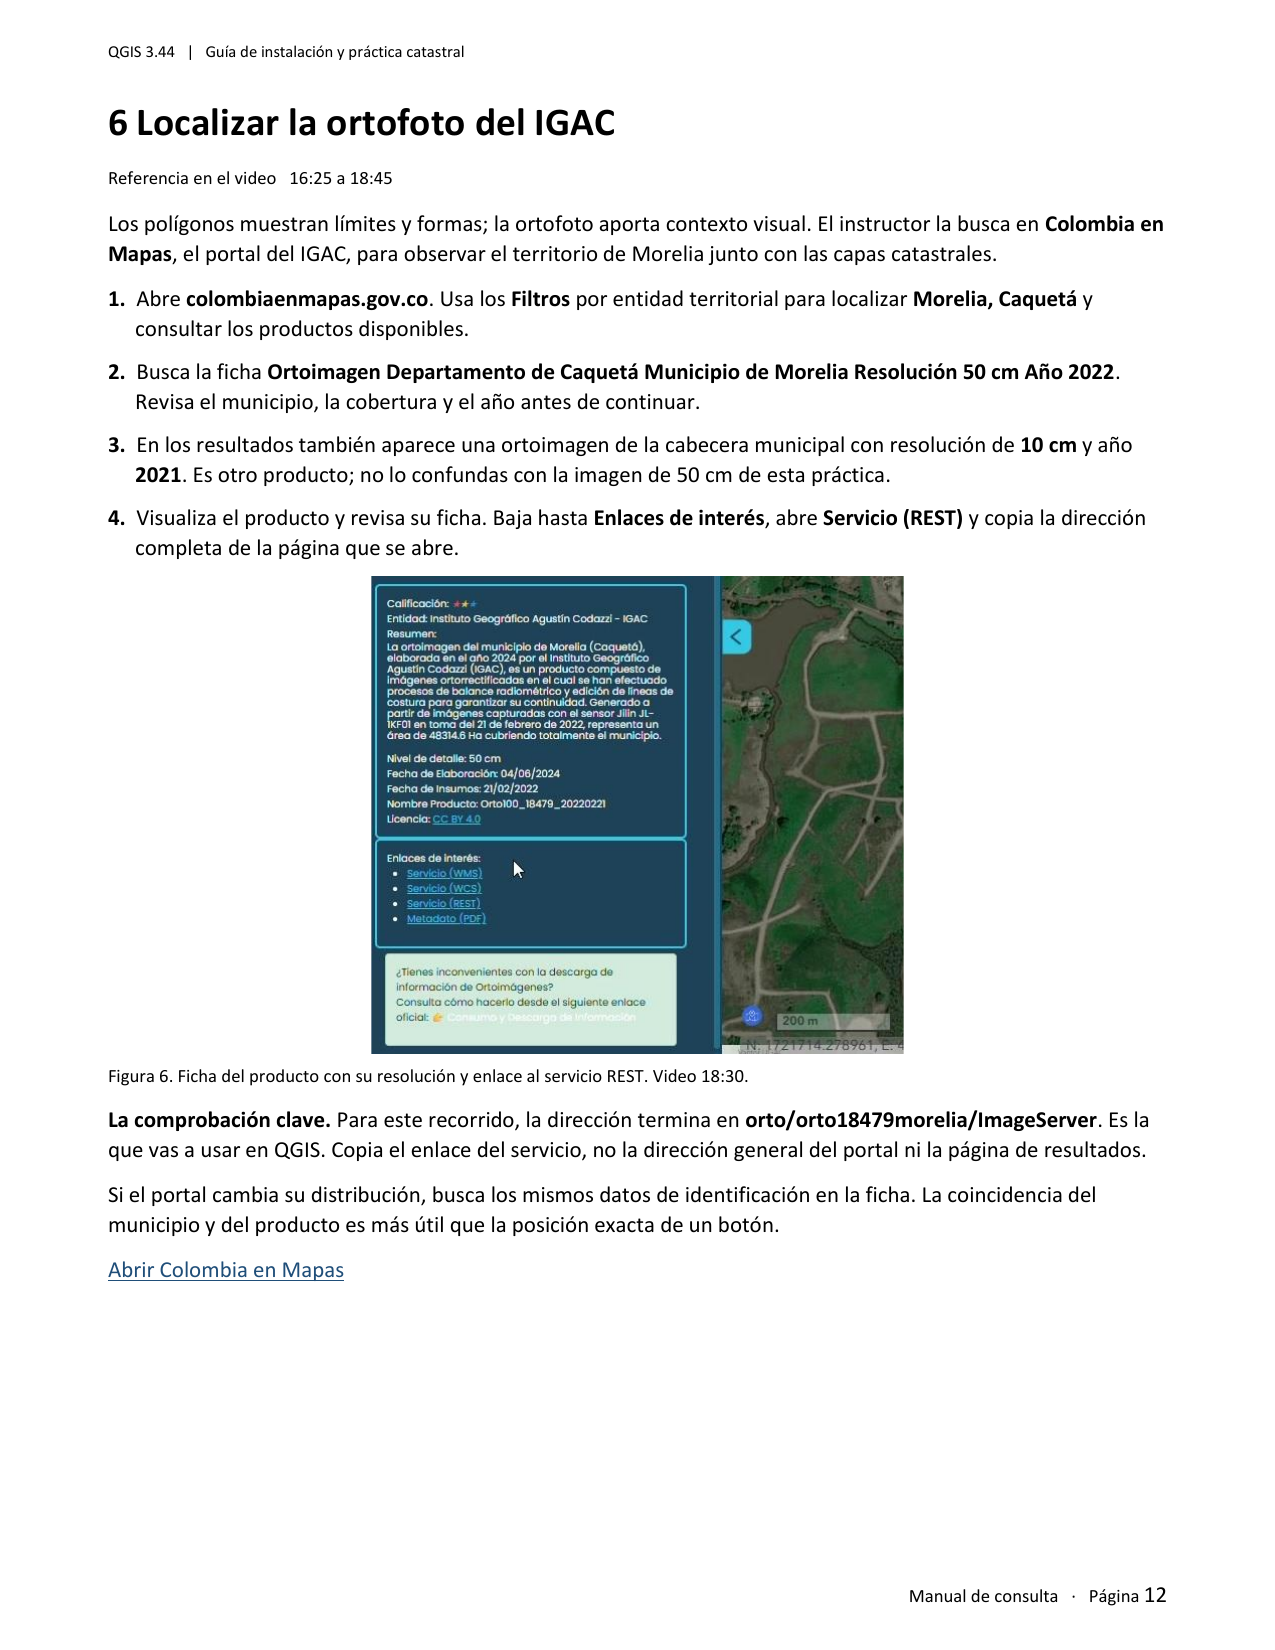 QGIS 3.44 | Guía de instalación y práctica catastral
6 Localizar la ortofoto del IGAC
Referencia en el video 16:25 a 18:45
Los polígonos muestran límites y formas; la ortofoto aporta contexto visual. El instructor la busca en Colombia en
Mapas, el portal del IGAC, para observar el territorio de Morelia junto con las capas catastrales.
1. Abre colombiaenmapas.gov.co. Usa los Filtros por entidad territorial para localizar Morelia, Caquetá y
consultar los productos disponibles.
2. Busca la ficha Ortoimagen Departamento de Caquetá Municipio de Morelia Resolución 50 cm Año 2022.
Revisa el municipio, la cobertura y el año antes de continuar.
3. En los resultados también aparece una ortoimagen de la cabecera municipal con resolución de 10 cm y año
2021. Es otro producto; no lo confundas con la imagen de 50 cm de esta práctica.
4. Visualiza el producto y revisa su ficha. Baja hasta Enlaces de interés, abre Servicio (REST) y copia la dirección
completa de la página que se abre.
Calificación:
Entidad: Instituto Geográfico Agustín Codazzi - IGAC
Resumen:
La ortoimagen del municipio de Morelia (Caquetá),
elaborada en el año 2024 por el Instituto Geográfico
Agustín Codazzi (IGAC), es un producto compuesto de
imágenes ortorrectificadas en el cual se han efectuado
procesos de balance radiométrico y edición de líneas de
costura para garantizar su continuidad. Generado a
partir de imágenes capturadas con el sensor Jilin JL-
1KF01 en toma del 21 de febrero de 2022, representa un
área de 48314.6 Ha cubriendo totalmente el municipio.
Nivel de detalle: 50 cm
Fecha de Elaboración: 04/06/2024
Fecha de Insumos: 21/02/2022
Nombre Producto: Orto100_18479_20220221
Licencia: CC BY 4.0
Enlaces de interés:
• Servicio (WMS)
• Servicio (WCS)
• Servicio (REST)
• Metadato (PDF)
¿Tienes inconvenientes con la descarga de
información de Ortoimágenes?
Consulta cómo hacerlo desde el siguiente enlace
oficial: 👉 Consumo y Descarga de Información
200 m
N: 1721714.278961, E: 4
Figura 6. Ficha del producto con su resolución y enlace al servicio REST. Video 18:30.
La comprobación clave. Para este recorrido, la dirección termina en orto/orto18479morelia/ImageServer. Es la
que vas a usar en QGIS. Copia el enlace del servicio, no la dirección general del portal ni la página de resultados.
Si el portal cambia su distribución, busca los mismos datos de identificación en la ficha. La coincidencia del
municipio y del producto es más útil que la posición exacta de un botón.
Abrir Colombia en Mapas
Manual de consulta · Página 12